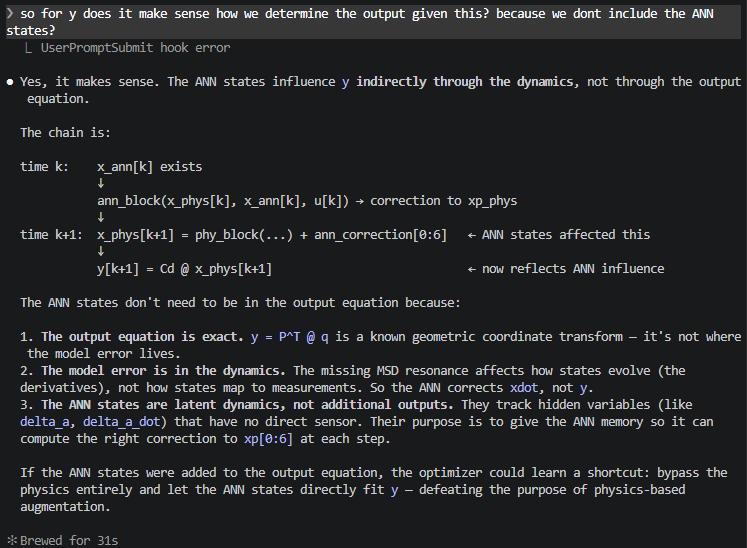 ❯ so for y does it make sense how we determine the output given this? because we dont include the ANN
states?
⎿ UserPromptSubmit hook error
● Yes, it makes sense. The ANN states influence y indirectly through the dynamics, not through the output
equation.
The chain is:
time k: x_ann[k] exists
↓
ann_block(x_phys[k], x_ann[k], u[k]) → correction to xp_phys
↓
time k+1: x_phys[k+1] = phy_block(...) + ann_correction[0:6] ← ANN states affected this
↓
y[k+1] = Cd @ x_phys[k+1] ← now reflects ANN influence
The ANN states don't need to be in the output equation because:
1. The output equation is exact. y = P^T @ q is a known geometric coordinate transform — it's not where
the model error lives.
2. The model error is in the dynamics. The missing MSD resonance affects how states evolve (the
derivatives), not how states map to measurements. So the ANN corrects xdot, not y.
3. The ANN states are latent dynamics, not additional outputs. They track hidden variables (like
delta_a, delta_a_dot) that have no direct sensor. Their purpose is to give the ANN memory so it can
compute the right correction to xp[0:6] at each step.
If the ANN states were added to the output equation, the optimizer could learn a shortcut: bypass the
physics entirely and let the ANN states directly fit y — defeating the purpose of physics-based
augmentation.
✻ Brewed for 31s